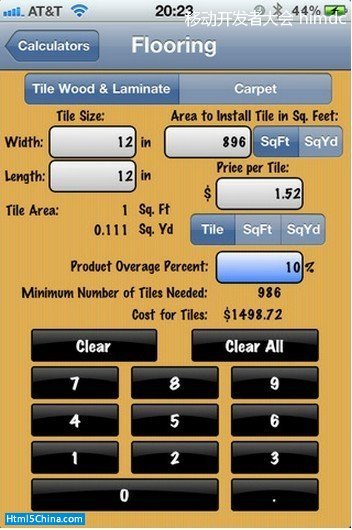 AT&T 20:23 44%
移动开发者大会 html5dc
Calculators Flooring
Tile Wood & Laminate Carpet
Tile Size: Area to Install Tile in Sq. Feet:
Width: 12 in 896 SqFt SqYd
Length: 12 in Price per Tile:
$ 1.52
Tile Area: 1 Sq. Ft
0.111 Sq. Yd Tile SqFt SqYd
Product Overage Percent: 10 %
Minimum Number of Tiles Needed: 986
Cost for Tiles: $1498.72
Clear Clear All
7 8 9
4 5 6
1 2 3
0 .
Html5China.com